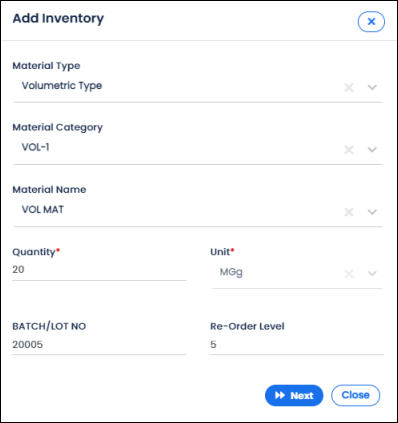 Add Inventory
Material Type
Volumetric Type
Material Category
VOL-1
Material Name
VOL MAT
Quantity* Unit*
20 MGg
BATCH/LOT NO Re-Order Level
20005 5
Next Close